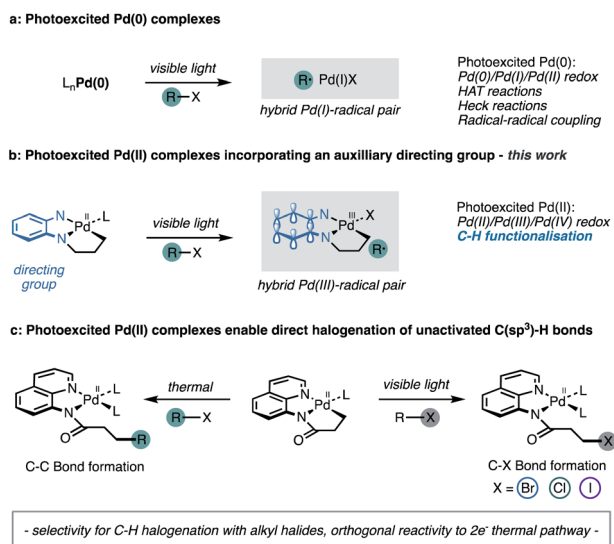 a: Photoexcited Pd(0) complexes
LnPd(0)
visible light
R—X
R• Pd(I)X
hybrid Pd(I)-radical pair
Photoexcited Pd(0):
Pd(0)/Pd(I)/Pd(II) redox
HAT reactions
Heck reactions
Radical-radical coupling
b: Photoexcited Pd(II) complexes incorporating an auxilliary directing group - this work
N
N
II
Pd
L
directing
group
visible light
R—X
N
N
III
Pd
X
R•
hybrid Pd(III)-radical pair
Photoexcited Pd(II):
Pd(II)/Pd(III)/Pd(IV) redox
C-H functionalisation
c: Photoexcited Pd(II) complexes enable direct halogenation of unactivated C(sp3)-H bonds
N
II
Pd
L
L
N
O
R
C-C Bond formation
thermal
R—X
N
II
Pd
L
N
O
visible light
R—X
N
II
Pd
L
L
N
O
X
C-X Bond formation
X = Br Cl I
- selectivity for C-H halogenation with alkyl halides, orthogonal reactivity to 2e- thermal pathway -